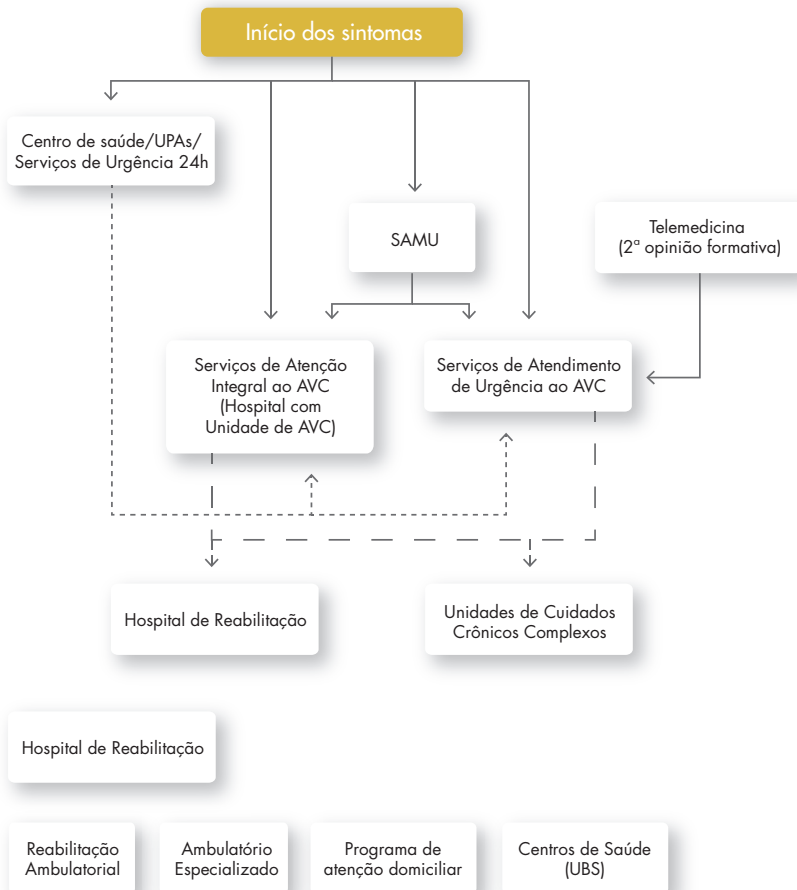 Início dos sintomas
Centro de saúde/UPAs/
Serviços de Urgência 24h
SAMU
Telemedicina
(2ª opinião formativa)
Serviços de Atenção
Integral ao AVC
(Hospital com
Unidade de AVC)
Serviços de Atendimento
de Urgência ao AVC
Hospital de Reabilitação
Unidades de Cuidados
Crônicos Complexos
Hospital de Reabilitação
Reabilitação
Ambulatorial
Ambulatório
Especializado
Programa de
atenção domiciliar
Centros de Saúde
(UBS)